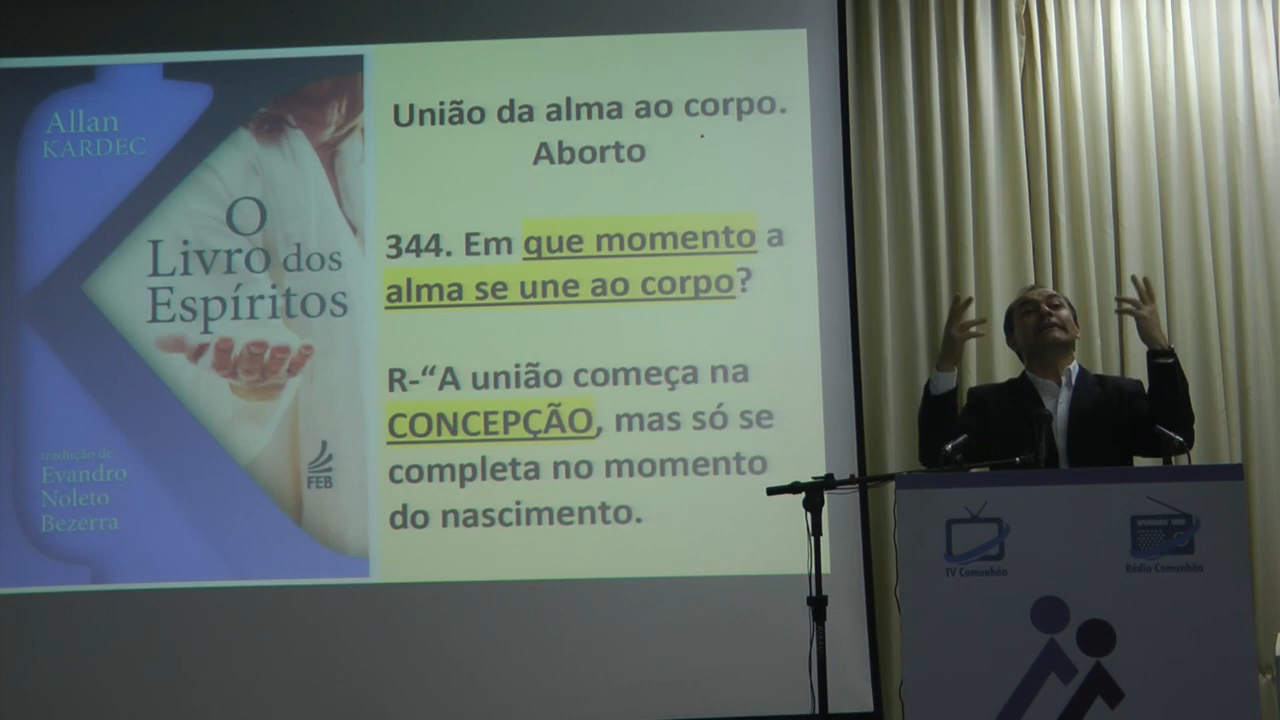 Allan
KARDEC
O
Livro dos
Espíritos
tradução de
Evandro
Noleto
Bezerra
FEB
União da alma ao corpo.
Aborto
344. Em que momento a
alma se une ao corpo?
R-“A união começa na
CONCEPÇÃO, mas só se
completa no momento
do nascimento.
TV Comunhão
Rádio Comunhão